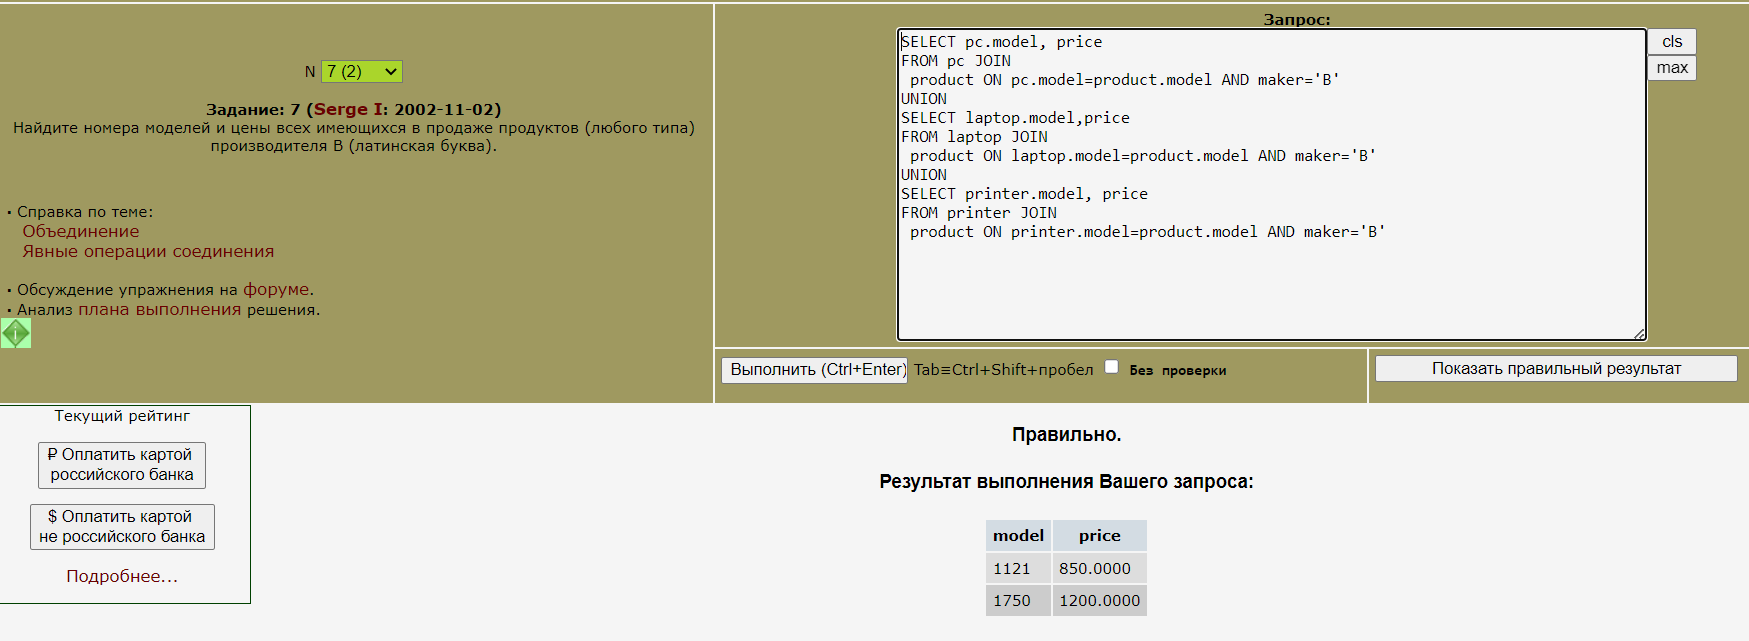 N 7 (2)
Задание: 7 (Serge I: 2002-11-02)
Найдите номера моделей и цены всех имеющихся в продаже продуктов (любого типа)
производителя B (латинская буква).
• Справка по теме:
Объединение
Явные операции соединения
• Обсуждение упражнения на форуме.
• Анализ плана выполнения решения.
i
Запрос:
SELECT pc.model, price
FROM pc JOIN
product ON pc.model=product.model AND maker='B'
UNION
SELECT laptop.model,price
FROM laptop JOIN
product ON laptop.model=product.model AND maker='B'
UNION
SELECT printer.model, price
FROM printer JOIN
product ON printer.model=product.model AND maker='B'
cls
max
Выполнить (Ctrl+Enter) Tab≡Ctrl+Shift+пробел Без проверки
Показать правильный результат
Текущий рейтинг
₽ Оплатить картой
российского банка
$ Оплатить картой
не российского банка
Подробнее...
Правильно.
Результат выполнения Вашего запроса:
model price
1121 850.0000
1750 1200.0000